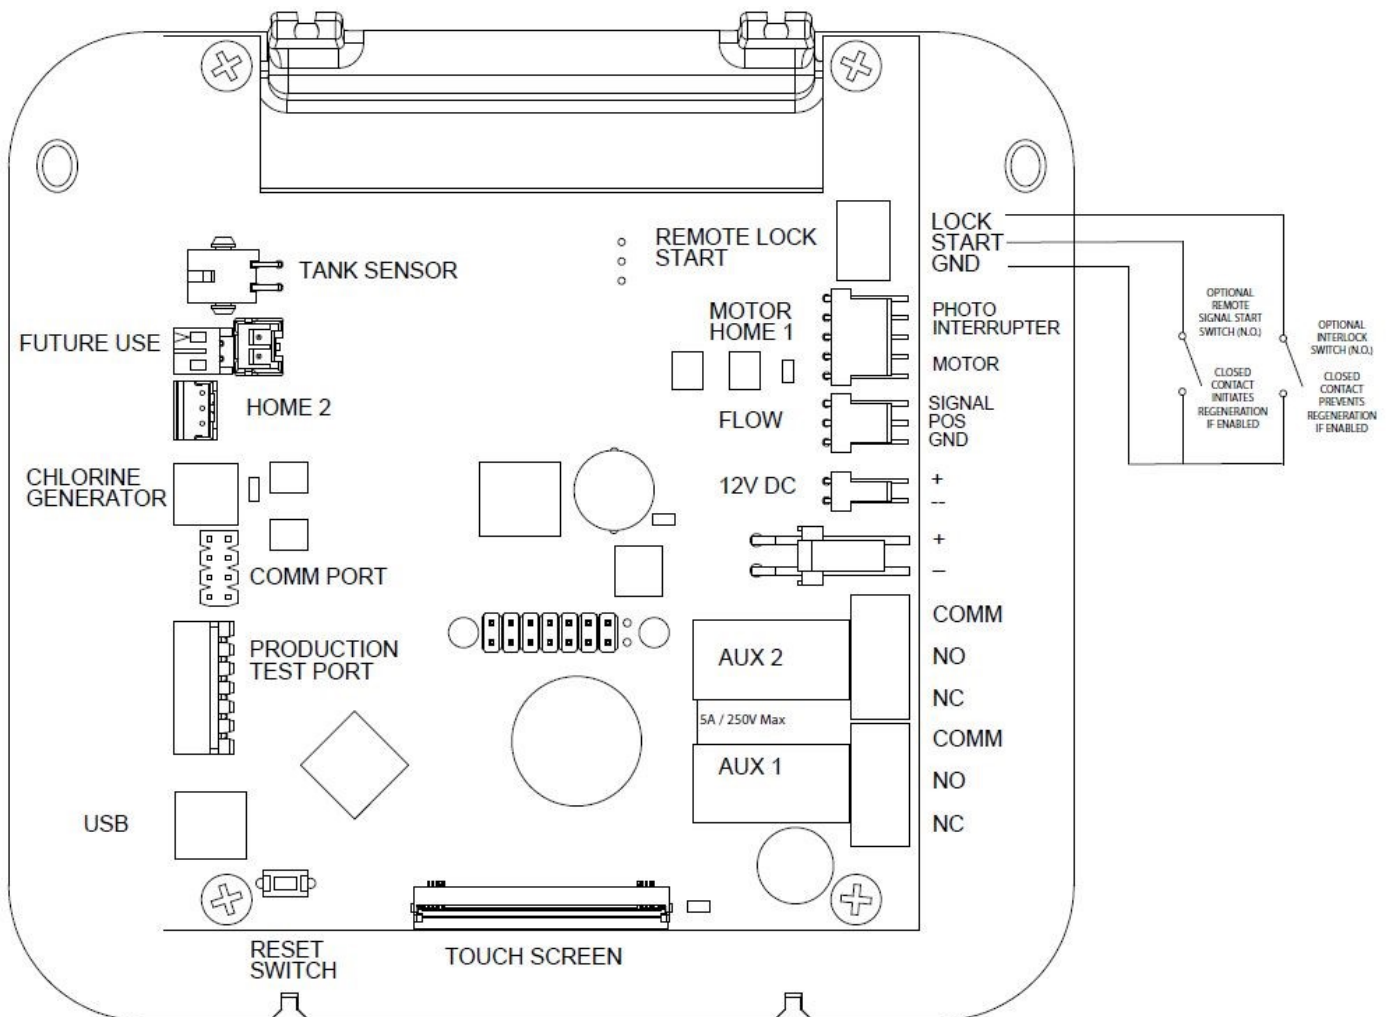 REMOTE LOCK
START
LOCK
START
GND
TANK SENSOR
FUTURE USE
HOME 2
MOTOR
HOME 1
PHOTO
INTERRUPTER
MOTOR
FLOW
SIGNAL
POS
GND
OPTIONAL
REMOTE
SIGNAL START
SWITCH (N.O.)
CLOSED
CONTACT
INITIATES
REGENERATION
IF ENABLED
OPTIONAL
INTERLOCK
SWITCH (N.O.)
CLOSED
CONTACT
PREVENTS
REGENERATION
IF ENABLED
CHLORINE
GENERATOR
12V DC
+
--
+
–
COMM PORT
PRODUCTION
TEST PORT
AUX 2
COMM
NO
NC
5A / 250V Max
AUX 1
COMM
NO
NC
USB
RESET
SWITCH
TOUCH SCREEN